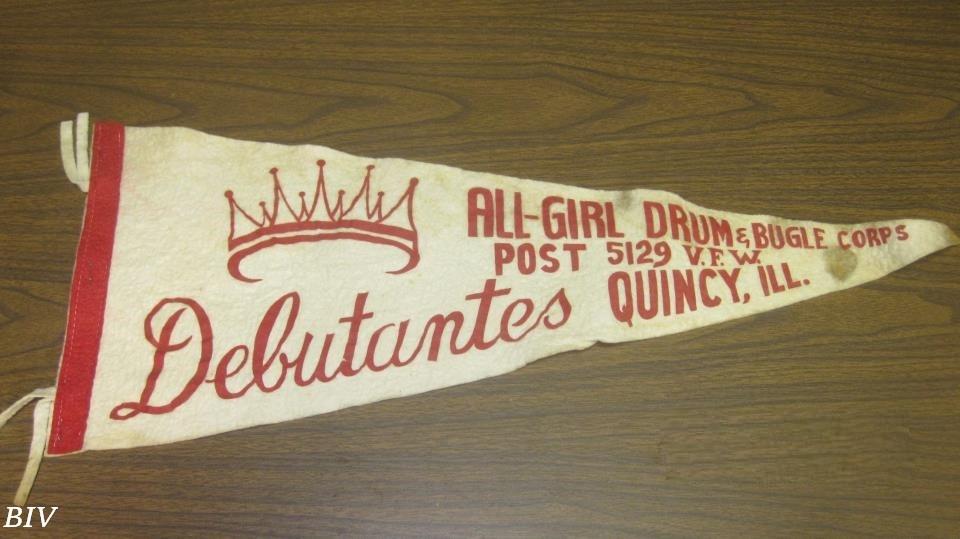 ALL-GIRL DRUM & BUGLE CORPS
POST 5129 V.F.W.
QUINCY, ILL.
Debutantes
BIV